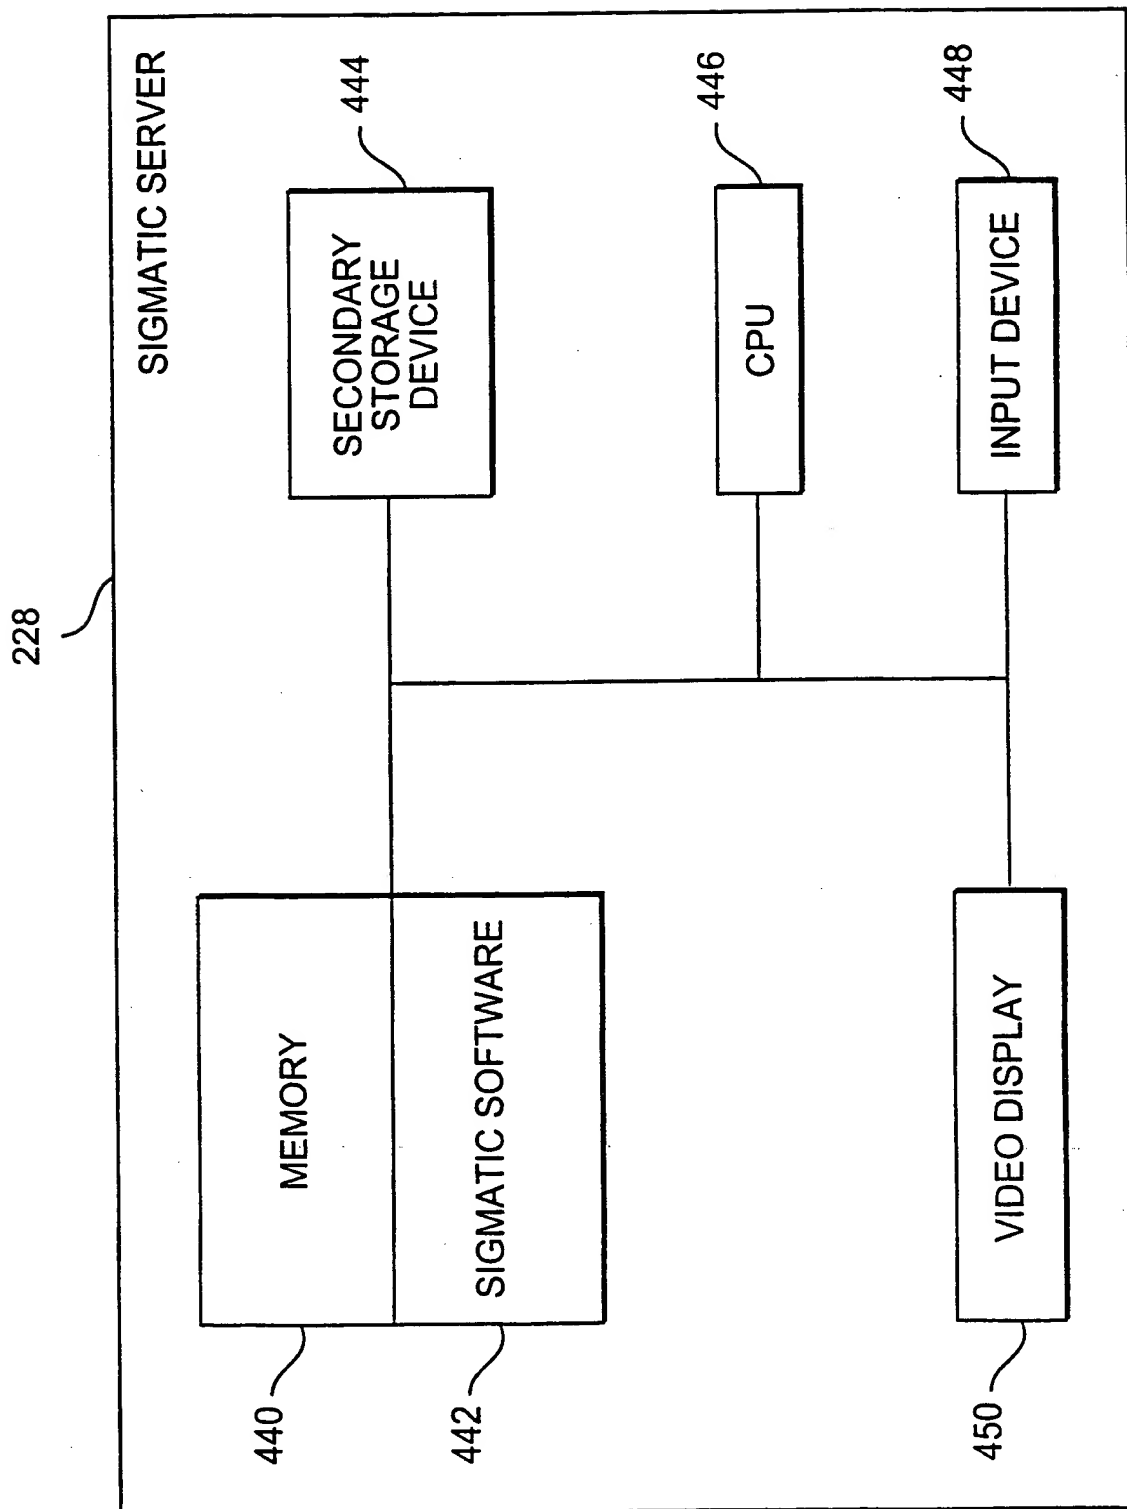 228
SIGMATIC SERVER
440
MEMORY
442
SIGMATIC SOFTWARE
SECONDARY
STORAGE
DEVICE
444
CPU
446
450
VIDEO DISPLAY
INPUT DEVICE
448